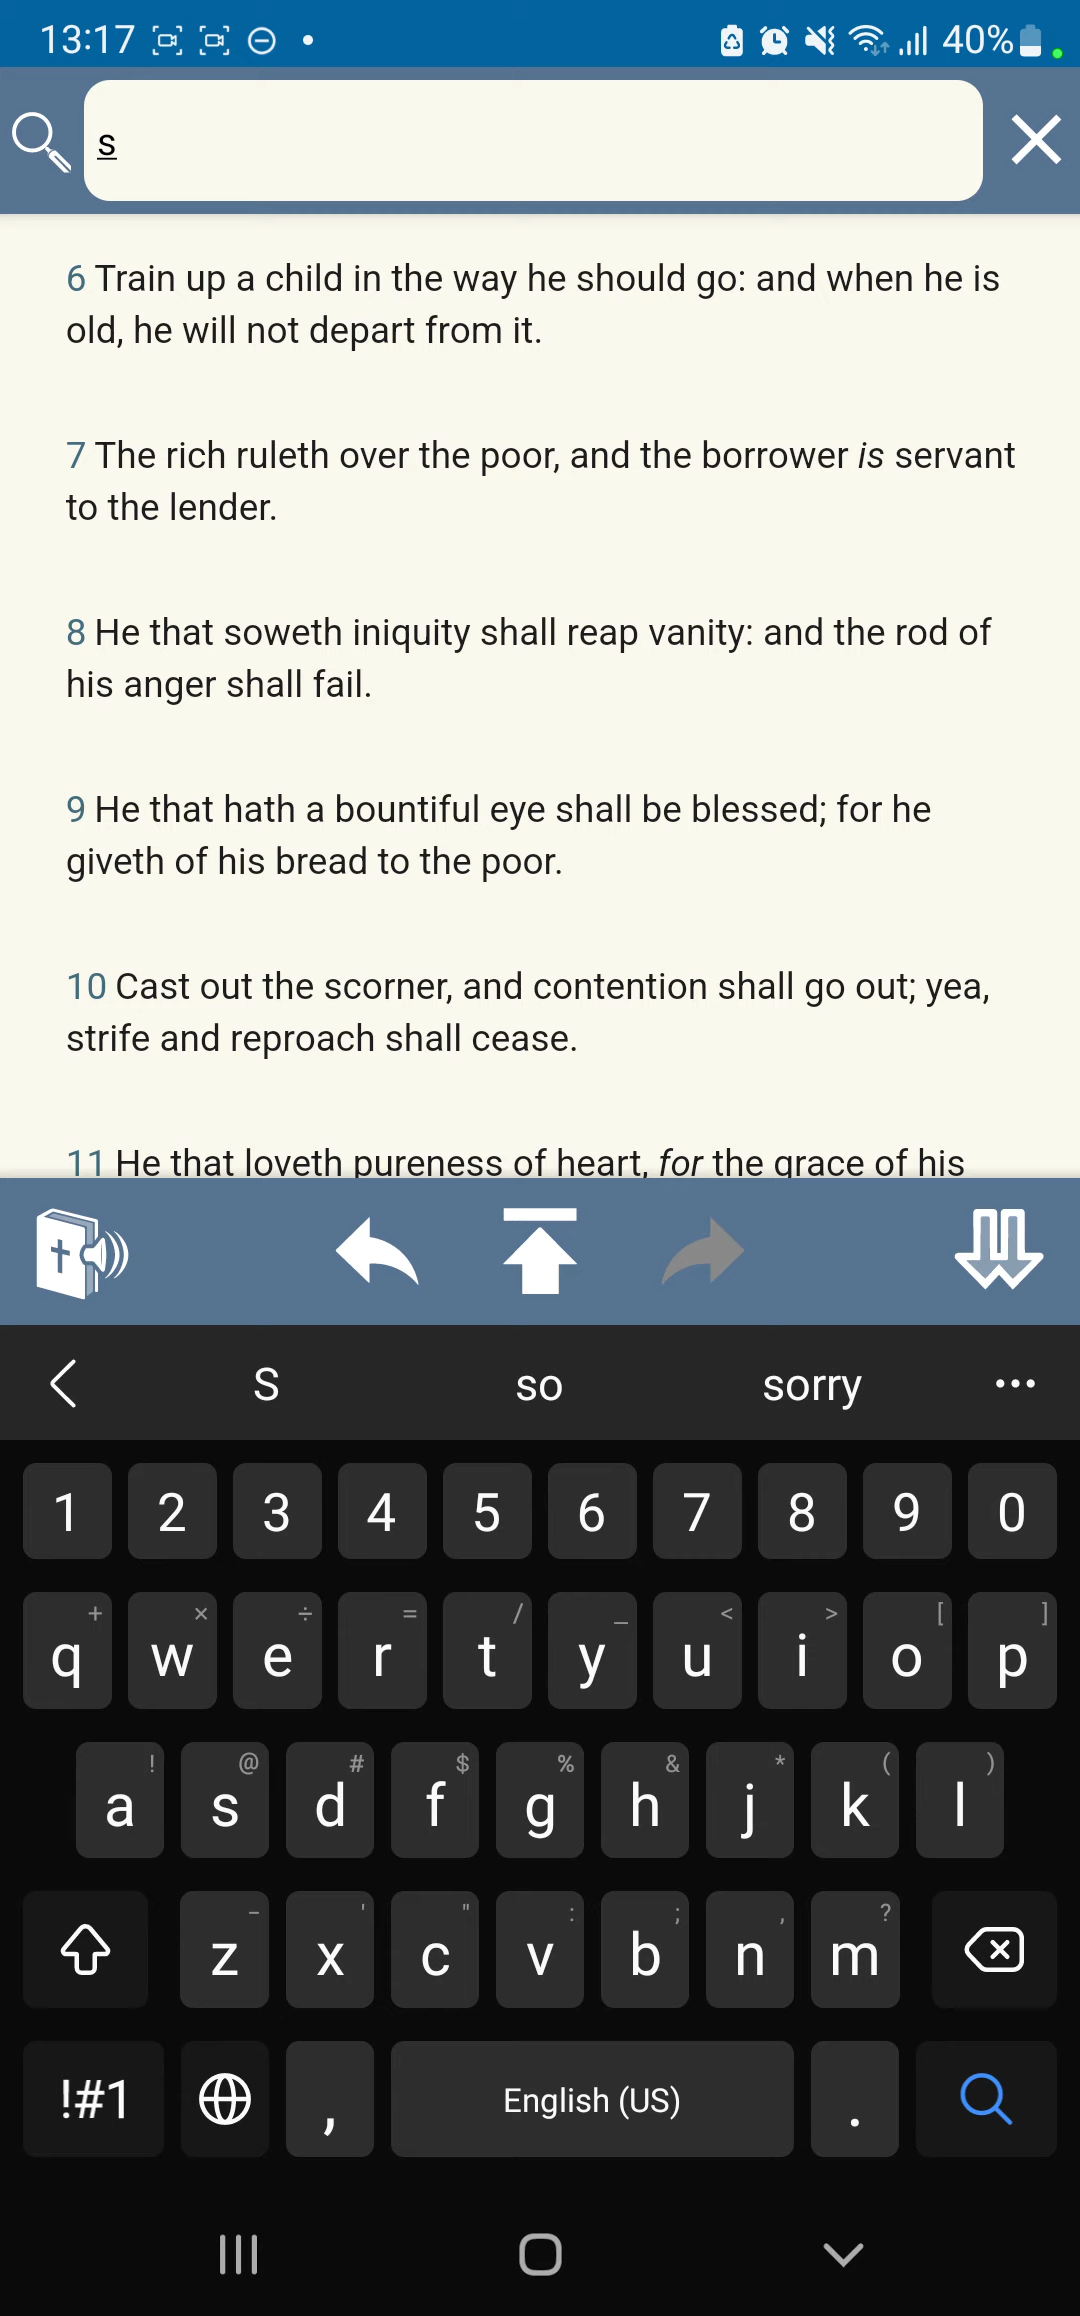 13:17
40%
s
6 Train up a child in the way he should go: and when he is
old, he will not depart from it.
7 The rich ruleth over the poor, and the borrower is servant
to the lender.
8 He that soweth iniquity shall reap vanity: and the rod of
his anger shall fail.
9 He that hath a bountiful eye shall be blessed; for he
giveth of his bread to the poor.
10 Cast out the scorner, and contention shall go out; yea,
strife and reproach shall cease.
11 He that loveth pureness of heart, for the grace of his
S so sorry ...
1 2 3 4 5 6 7 8 9 0
+ × ÷ = / _ < > [ ]
q w e r t y u i o p
! @ # $ % & * ( )
a s d f g h j k l
- ' " : ; , ?
z x c v b n m
!#1 , English (US) .